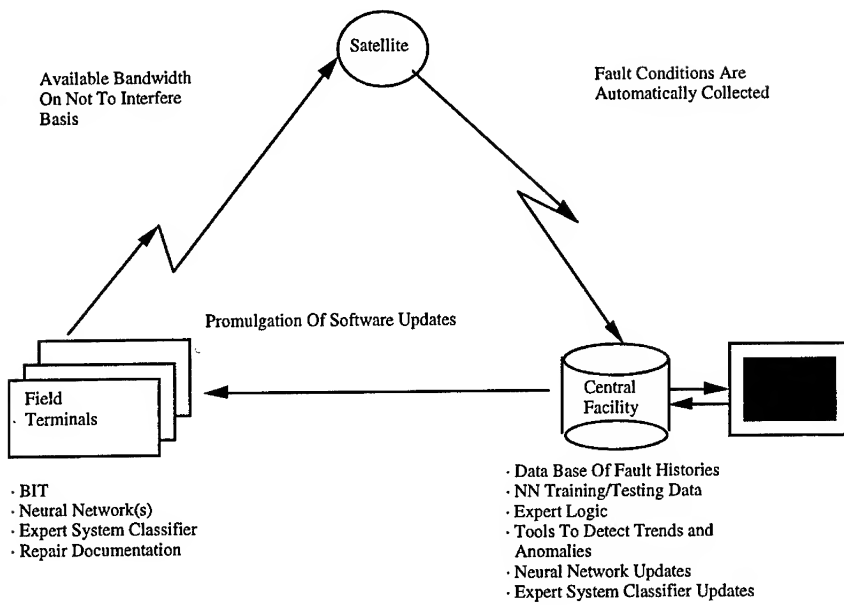 Satellite
Available Bandwidth
On Not To Interfere
Basis
Fault Conditions Are
Automatically Collected
Promulgation Of Software Updates
Field
Terminals
Central
Facility
· BIT
· Neural Network(s)
· Expert System Classifier
· Repair Documentation
· Data Base Of Fault Histories
· NN Training/Testing Data
· Expert Logic
· Tools To Detect Trends and
Anomalies
· Neural Network Updates
· Expert System Classifier Updates